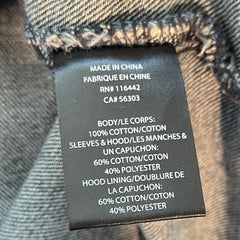 MADE IN CHINA
FABRIQUE EN CHINE
RN# 116442
CA# 56303
BODY/LE CORPS:
100% COTTON/COTON
SLEEVES & HOOD/LES MANCHES &
UN CAPUCHON:
60% COTTON/COTON
40% POLYESTER
HOOD LINING/DOUBLURE DE
LA CAPUCHON:
60% COTTON/COTON
40% POLYESTER